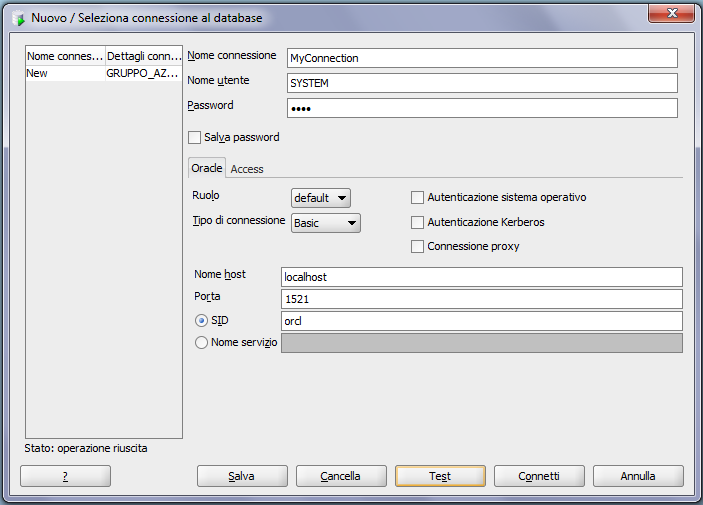 Nuovo / Seleziona connessione al database
Nome connes... Dettagli conn...
New GRUPPO_AZ...
Nome connessione MyConnection
Nome utente SYSTEM
Password ••••
Salva password
Oracle Access
Ruolo default
Autenticazione sistema operativo
Tipo di connessione Basic
Autenticazione Kerberos
Connessione proxy
Nome host localhost
Porta 1521
SID orcl
Nome servizio
Stato: operazione riuscita
? Salva Cancella Test Connetti Annulla